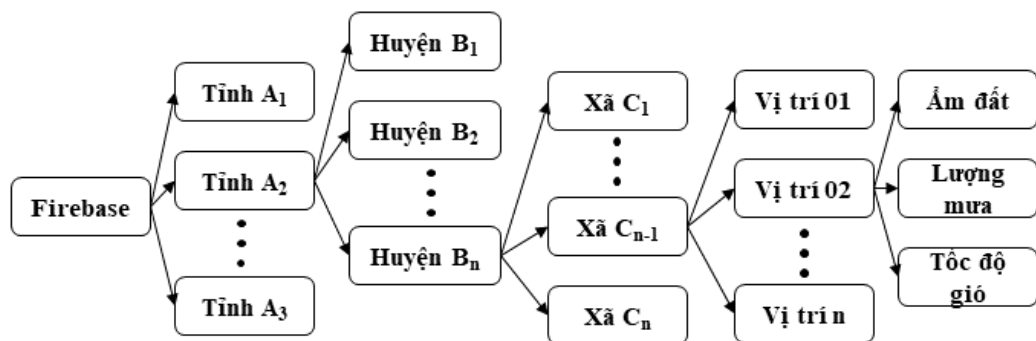 Firebase
Tỉnh A1
Tỉnh A2
Tỉnh A3
Huyện B1
Huyện B2
Huyện Bn
Xã C1
Xã Cn-1
Xã Cn
Vị trí 01
Vị trí 02
Vị trí n
Ẩm đất
Lượng
mưa
Tốc độ
gió